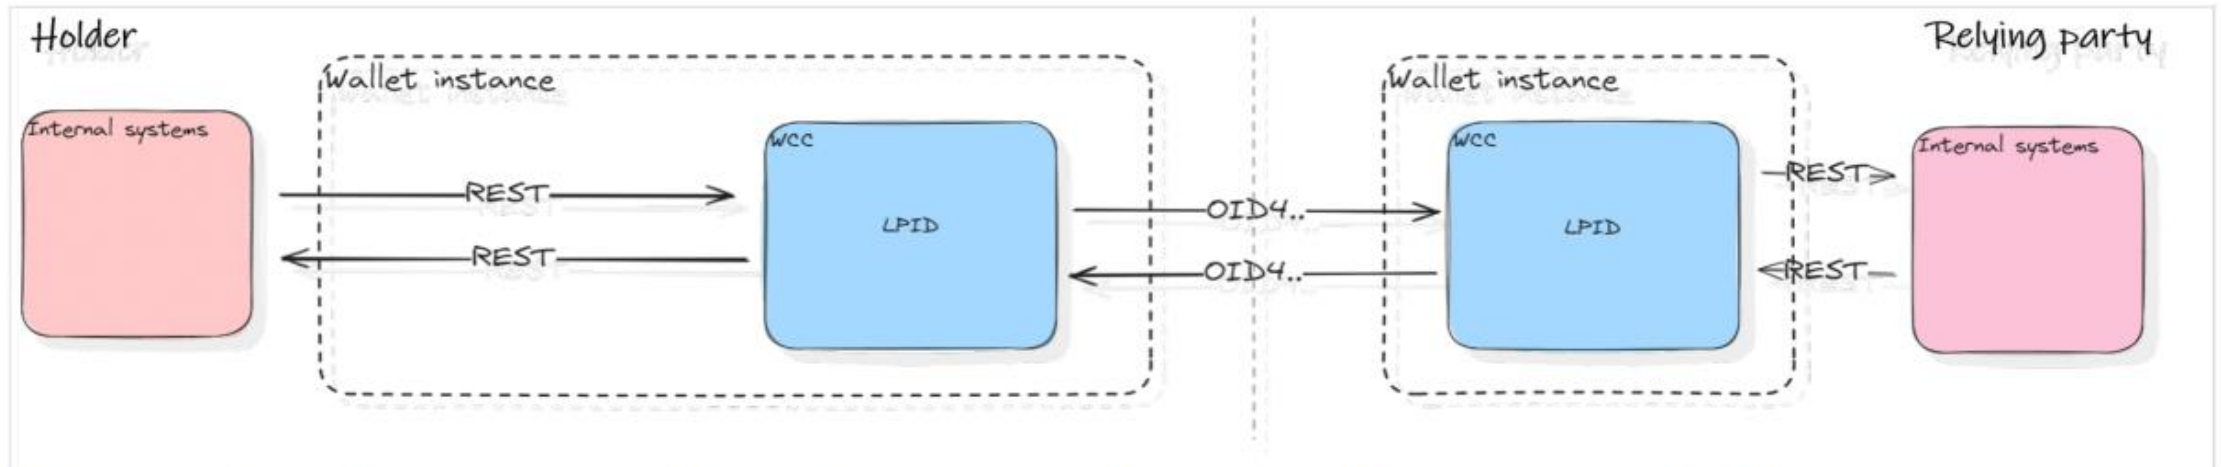 Holder
Relying party
Wallet instance
Wallet instance
Internal systems
WCC
WCC
Internal systems
REST
REST
OID4..
REST
LPID
LPID
REST
OID4..
REST